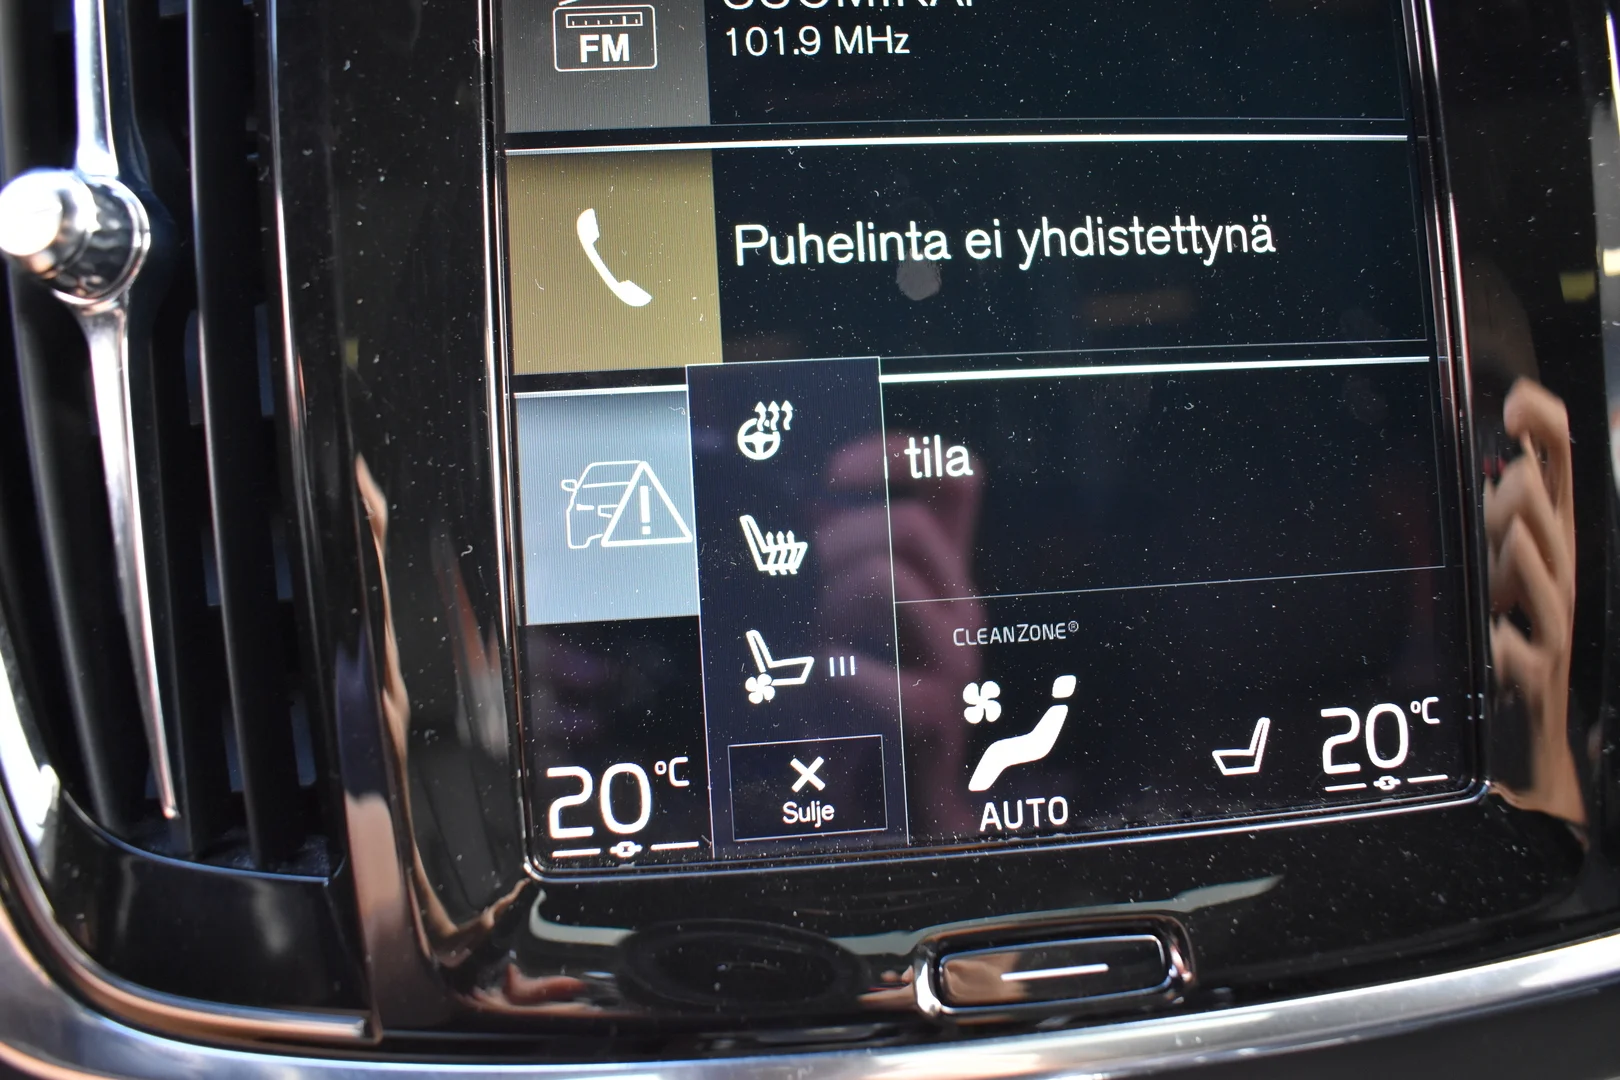 FM
101.9 MHz
Puhelinta ei yhdistettynä
tila
CLEANZONE®
20°C
Sulje
AUTO
20°C